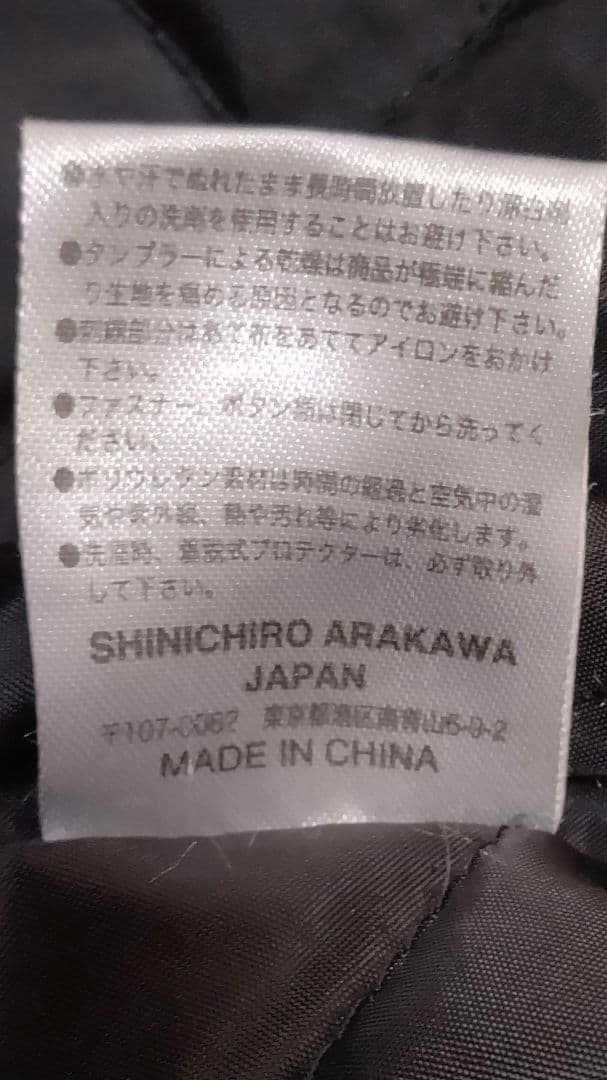 ●水や汗でぬれたまま長時間放置したり漂白剤
入りの洗剤を使用することはお避け下さい。
●タンブラーによる乾燥は商品が極端に縮んだ
り生地を傷める原因となるのでお避け下さい。
●刺繍部分はあて布をあててアイロンをおかけ
下さい。
●ファスナー、ボタン類は閉じてから洗ってく
ださい。
●ポリウレタン素材は時間の経過と空気中の湿
気や紫外線、熱や汚れ等により劣化します。
●洗濯時、着脱式プロテクターは、必ず取り外
して下さい。
SHINICHIRO ARAKAWA
JAPAN
〒107-0062 東京都港区南青山5-9-2
MADE IN CHINA